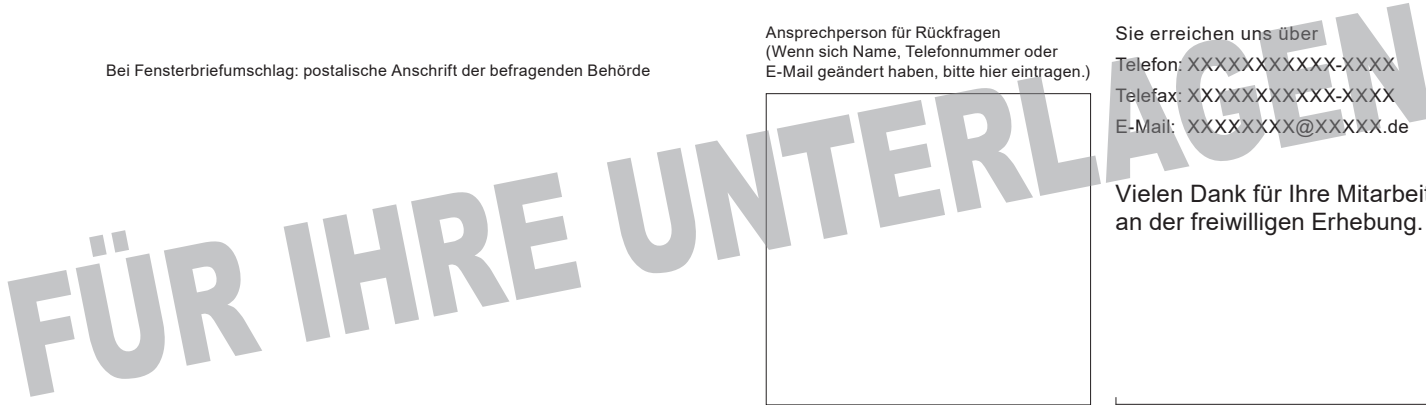 Bei Fensterbriefumschlag: postalische Anschrift der befragenden Behörde
Ansprechperson für Rückfragen
(Wenn sich Name, Telefonnummer oder
E-Mail geändert haben, bitte hier eintragen.)
Sie erreichen uns über
Telefon: XXXXXXXXXXX-XXXX
Telefax: XXXXXXXXXXX-XXXX
E-Mail: XXXXXXXX@XXXXX.de
Vielen Dank für Ihre Mitarbeit
an der freiwilligen Erhebung.
FÜR IHRE UNTERLAGEN